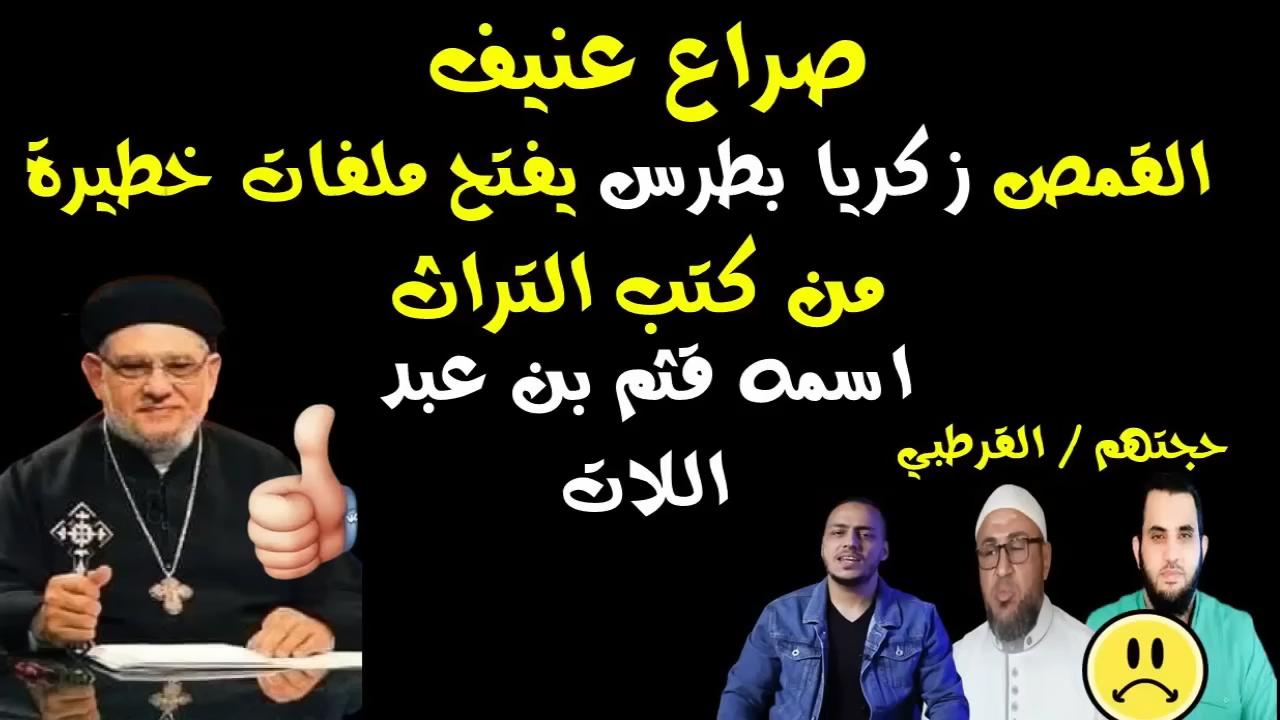 صراع عنيف
القمص زكريا بطرس يفتح ملفات خطيرة
من كتب التراث
اسمه قثم بن عبد
اللات
حجتهم / القرطبي